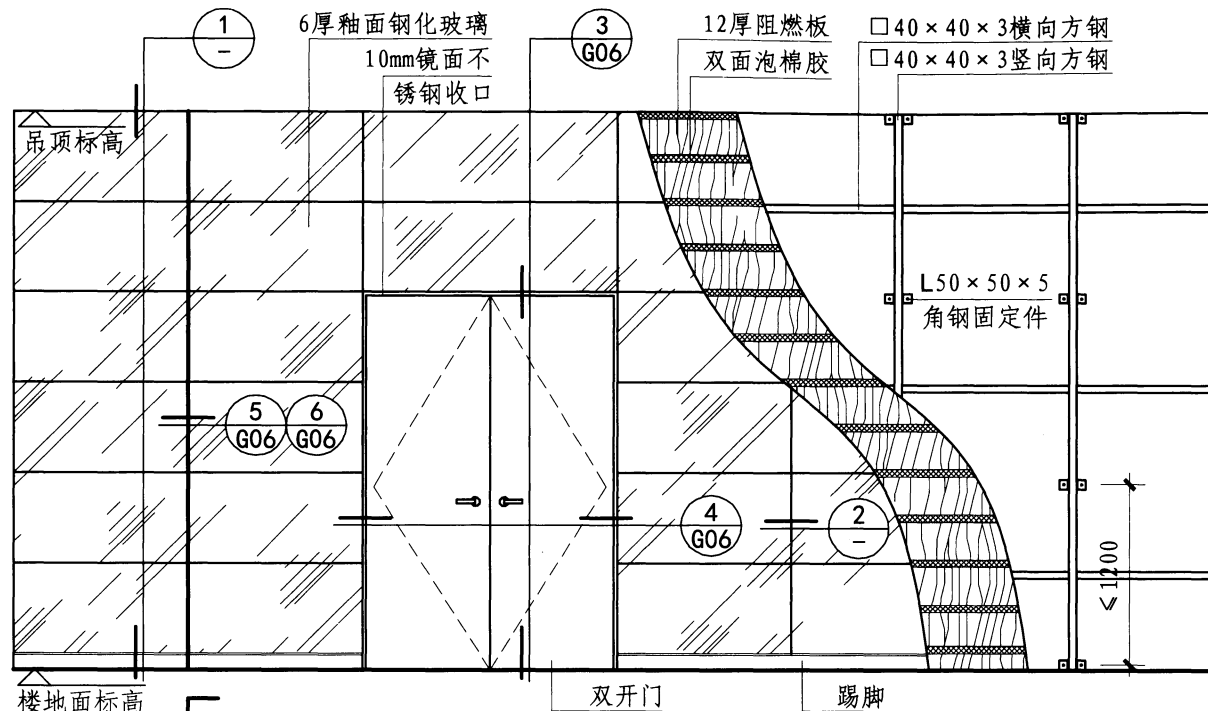 1
–
6厚釉面钢化玻璃
10mm镜面不
锈钢收口
3
G06
12厚阻燃板
双面泡棉胶
□40×40×3横向方钢
□40×40×3竖向方钢
吊顶标高
L50×50×5
角钢固定件
5
G06
6
G06
4
G06
2
–
≤1200
楼地面标高
双开门
踢脚